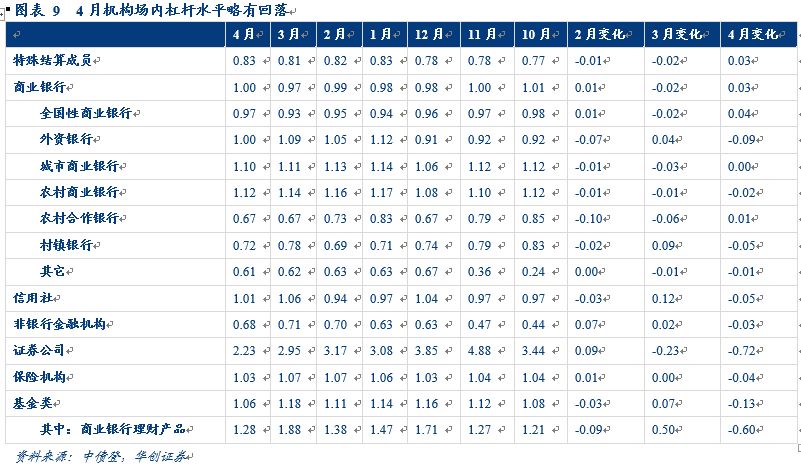 图表 9 4 月机构场内杠杆水平略有回落
4 月 3 月 2 月 1 月 12 月 11 月 10 月 2 月变化 3 月变化 4 月变化
特殊结算成员 0.83 0.81 0.82 0.83 0.78 0.78 0.77 -0.01 -0.02 0.03
商业银行 1.00 0.97 0.99 0.98 0.98 1.00 1.01 0.01 -0.02 0.03
全国性商业银行 0.97 0.93 0.95 0.94 0.96 0.97 0.98 0.01 -0.02 0.04
外资银行 1.00 1.09 1.05 1.12 0.91 0.92 0.92 -0.07 0.04 -0.09
城市商业银行 1.10 1.11 1.13 1.14 1.06 1.12 1.12 -0.01 -0.03 0.00
农村商业银行 1.12 1.14 1.16 1.17 1.08 1.10 1.12 -0.01 -0.01 -0.02
农村合作银行 0.67 0.67 0.73 0.83 0.67 0.79 0.85 -0.10 -0.06 0.01
村镇银行 0.72 0.78 0.69 0.71 0.74 0.79 0.83 -0.02 0.09 -0.05
其它 0.61 0.62 0.63 0.63 0.67 0.36 0.24 0.00 -0.01 -0.01
信用社 1.01 1.06 0.94 0.97 1.04 0.97 0.97 -0.03 0.12 -0.05
非银行金融机构 0.68 0.71 0.70 0.63 0.63 0.47 0.44 0.07 0.02 -0.03
证券公司 2.23 2.95 3.17 3.08 3.85 4.88 3.44 0.09 -0.23 -0.72
保险机构 1.03 1.07 1.07 1.06 1.03 1.04 1.04 0.01 0.00 -0.04
基金类 1.06 1.18 1.11 1.14 1.16 1.12 1.08 -0.03 0.07 -0.13
其中：商业银行理财产品 1.28 1.88 1.38 1.47 1.71 1.27 1.21 -0.09 0.50 -0.60
资料来源：中债登，华创证券